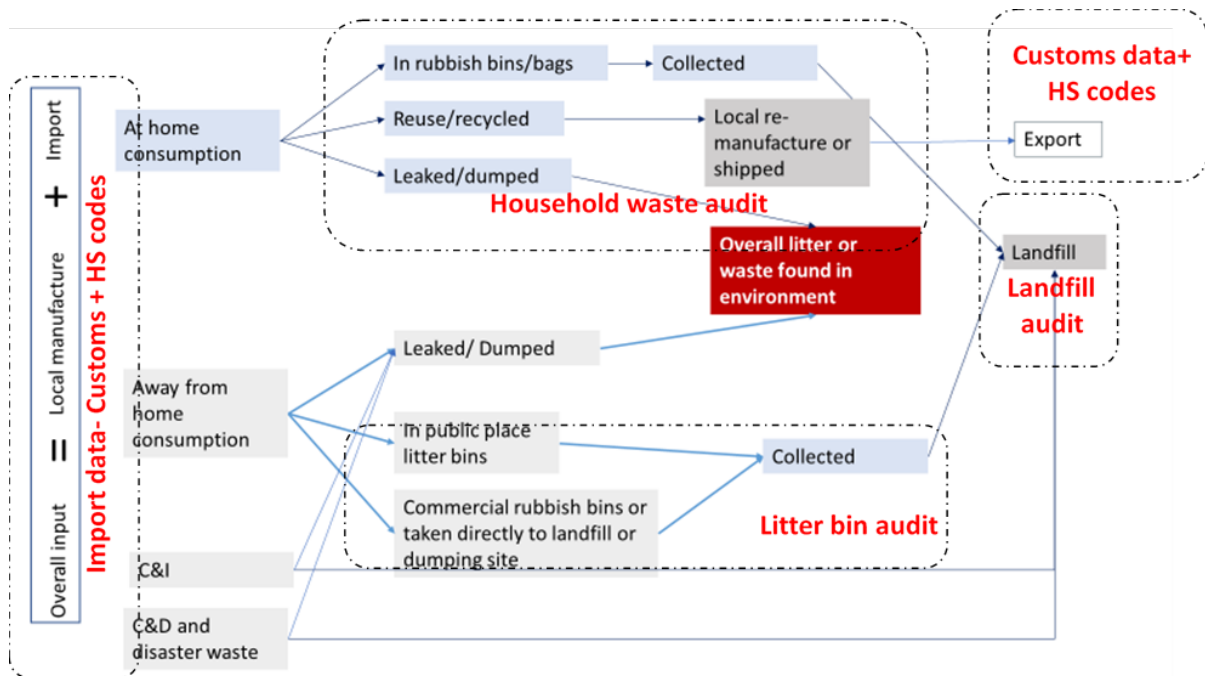 Overall input = Local manufacture + Import
Import data- Customs + HS codes
At home
consumption
In rubbish bins/bags
Collected
Reuse/recycled
Local re-
manufacture or
shipped
Leaked/dumped
Household waste audit
Customs data+
HS codes
Export
Overall litter or
waste found in
environment
Landfill
Landfill
audit
Away from
home
consumption
Leaked/ Dumped
In public place
litter bins
Collected
Commercial rubbish bins or
taken directly to landfill or
dumping site
Litter bin audit
C&I
C&D and
disaster waste